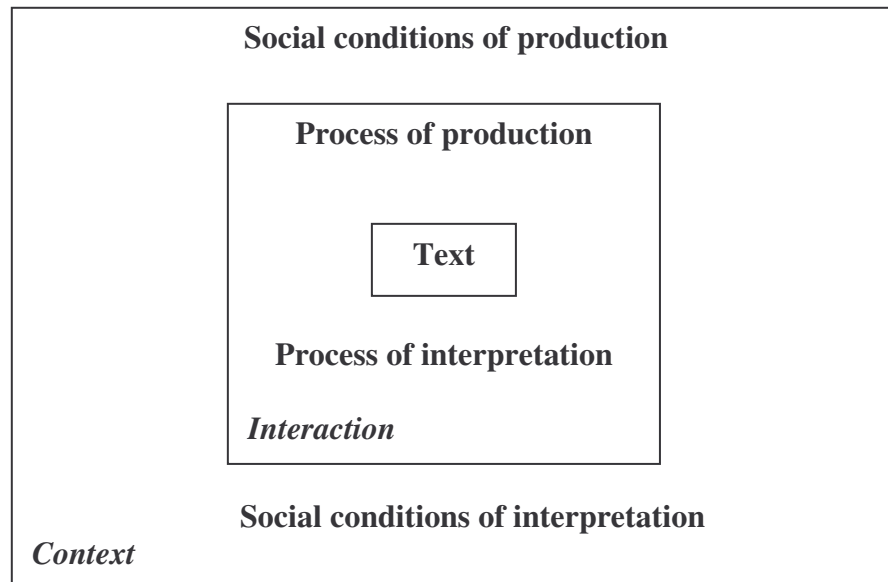 Social conditions of production
Process of production
Text
Process of interpretation
Interaction
Social conditions of interpretation
Context